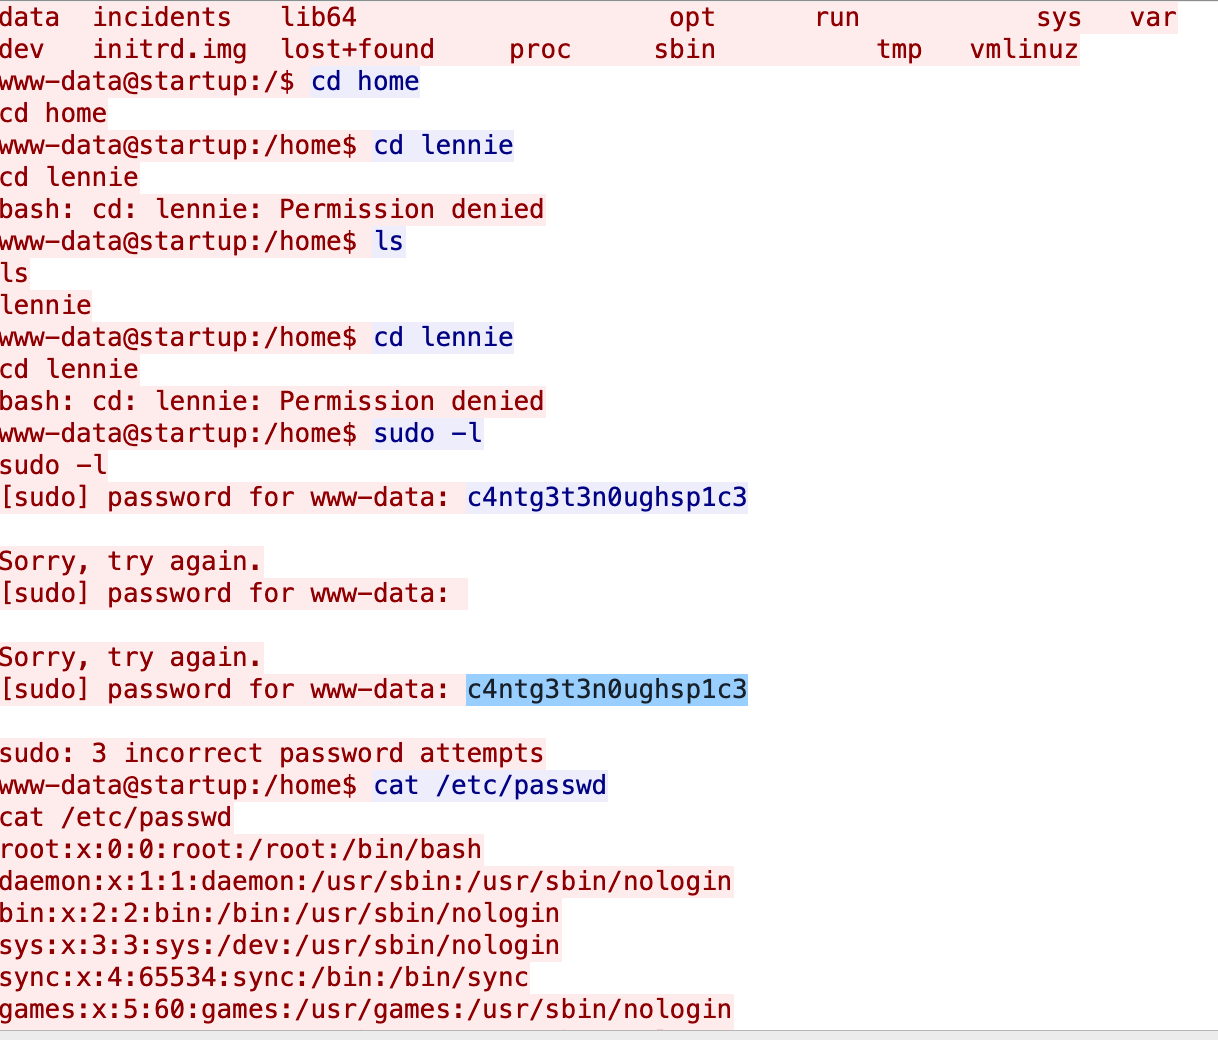 data  incidents   lib64                    opt      run           sys   var
dev   initrd.img  lost+found     proc     sbin          tmp   vmlinuz
www-data@startup:/$ cd home
cd home
www-data@startup:/home$ cd lennie
cd lennie
bash: cd: lennie: Permission denied
www-data@startup:/home$ ls
ls
lennie
www-data@startup:/home$ cd lennie
cd lennie
bash: cd: lennie: Permission denied
www-data@startup:/home$ sudo -l
sudo -l
[sudo] password for www-data: c4ntg3t3n0ughsp1c3
Sorry, try again.
[sudo] password for www-data:
Sorry, try again.
[sudo] password for www-data: c4ntg3t3n0ughsp1c3
sudo: 3 incorrect password attempts
www-data@startup:/home$ cat /etc/passwd
cat /etc/passwd
root:x:0:0:root:/root:/bin/bash
daemon:x:1:1:daemon:/usr/sbin:/usr/sbin/nologin
bin:x:2:2:bin:/bin:/usr/sbin/nologin
sys:x:3:3:sys:/dev:/usr/sbin/nologin
sync:x:4:65534:sync:/bin:/bin/sync
games:x:5:60:games:/usr/games:/usr/sbin/nologin